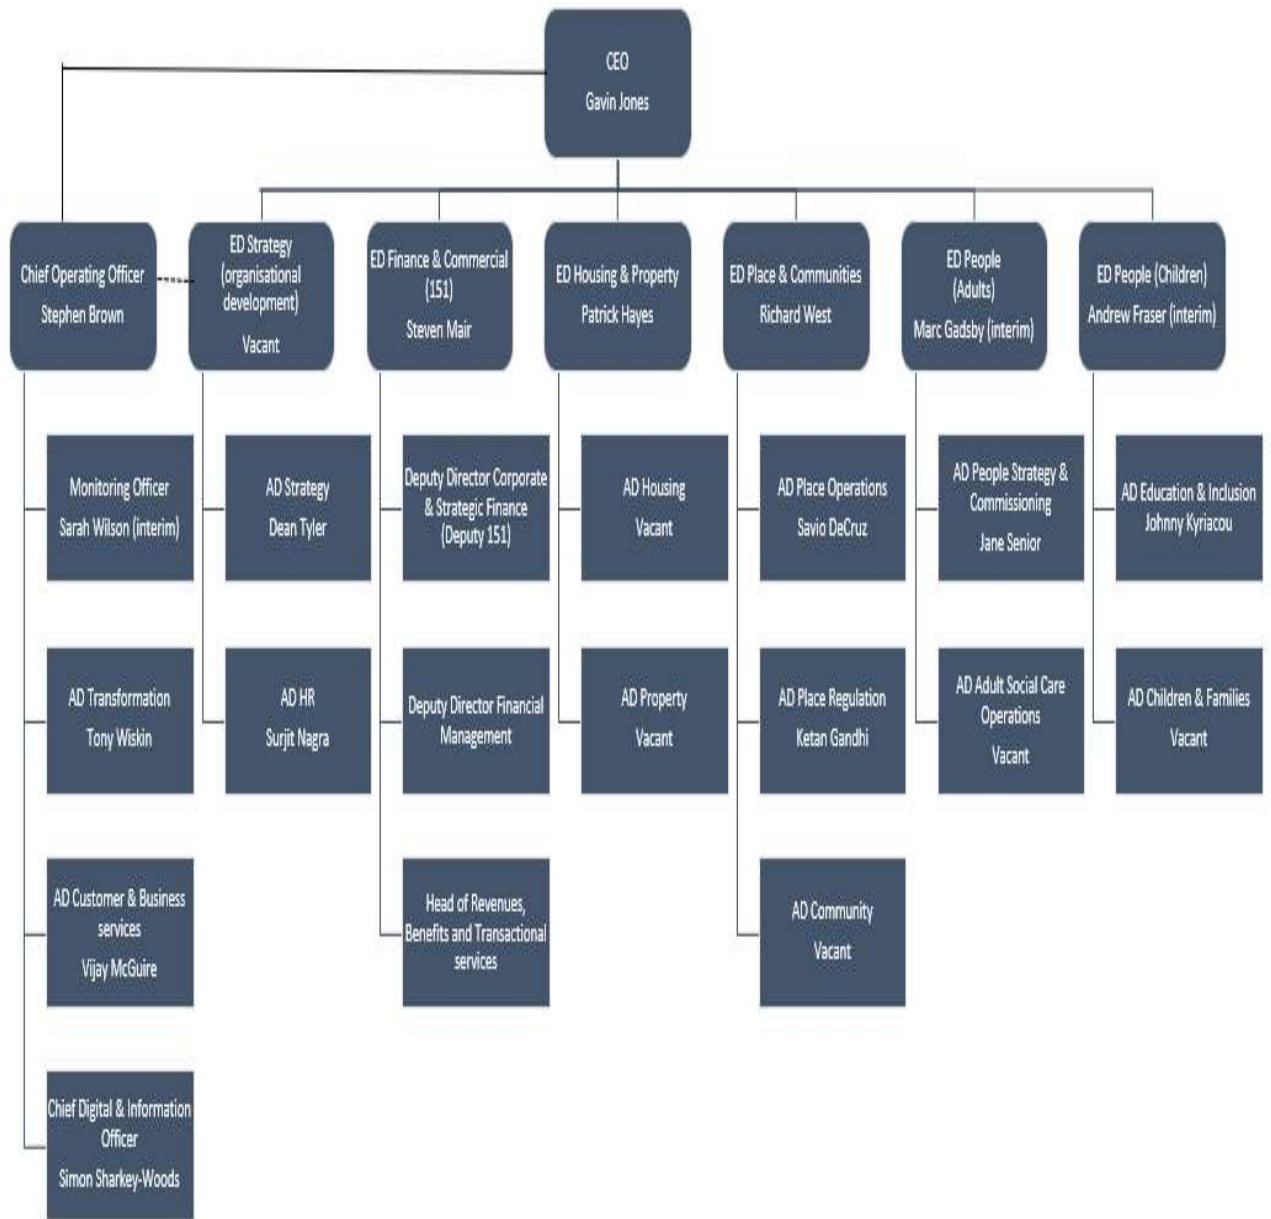 CEO
Gavin Jones
Chief Operating Officer
Stephen Brown
ED Strategy
(organisational
development)
Vacant
ED Finance & Commercial
(151)
Steven Mair
ED Housing & Property
Patrick Hayes
ED Place & Communities
Richard West
ED People
(Adults)
Marc Gadsby (interim)
ED People (Children)
Andrew Fraser (interim)
Monitoring Officer
Sarah Wilson (interim)
AD Strategy
Dean Tyler
Deputy Director Corporate
& Strategic Finance
(Deputy 151)
AD Housing
Vacant
AD Place Operations
Savio DeCruz
AD People Strategy &
Commissioning
Jane Senior
AD Education & Inclusion
Johnny Kyriacou
AD Transformation
Tony Wiskin
AD HR
Surjit Nagra
Deputy Director Financial
Management
AD Property
Vacant
AD Place Regulation
Ketan Gandhi
AD Adult Social Care
Operations
Vacant
AD Children & Families
Vacant
AD Customer & Business
services
Vijay McGuire
Head of Revenues,
Benefits and Transactional
services
AD Community
Vacant
Chief Digital & Information
Officer
Simon Sharkey-Woods